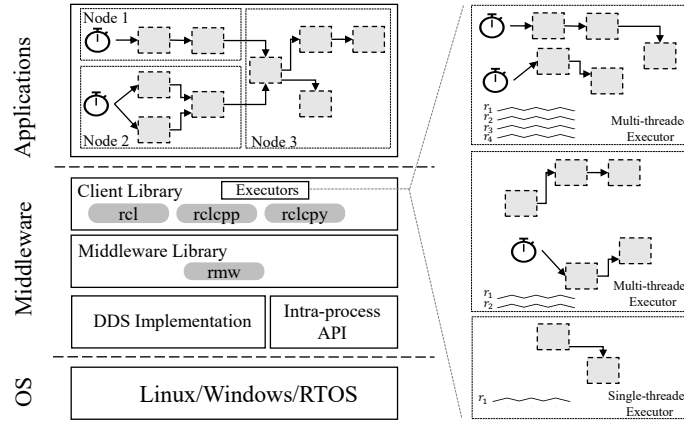 Applications
Node 1
Node 2
Node 3
Middleware
Client Library
Executors
rcl
rclcpp
rclcpy
Middleware Library
rmw
DDS Implementation
Intra-process
API
OS
Linux/Windows/RTOS
r1
r2
r3
r4
Multi-threaded
Executor
r1
r2
Multi-threaded
Executor
r1
Single-threaded
Executor